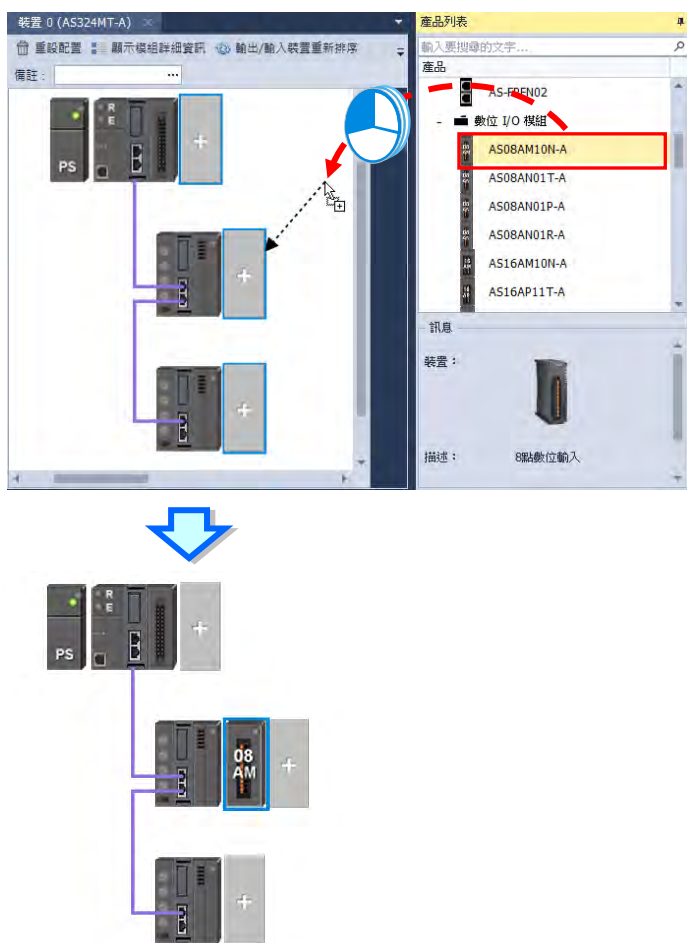 裝置 0 (AS324MT-A)
重設配置 顯示模組詳細資訊 輸出/輸入裝置重新排序
備註： ...
R
E
PS
產品列表
輸入要搜尋的文字...
產品
AS-FPFN02
- 數位 I/O 模組
AS08AM10N-A
AS08AN01T-A
AS08AN01P-A
AS08AN01R-A
AS16AM10N-A
AS16AP11T-A
訊息
裝置：
描述： 8點數位輸入
R
E
PS
08
AM